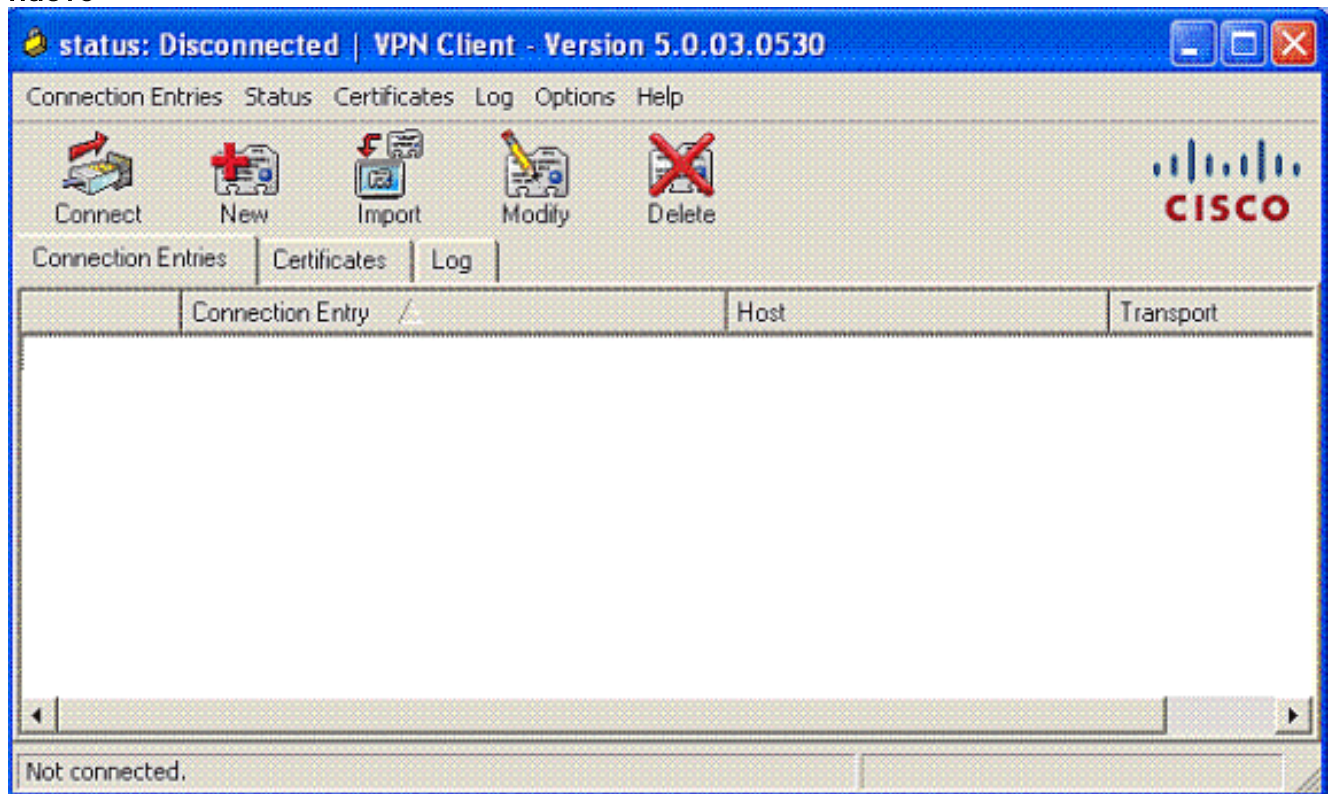 status: Disconnected | VPN Client - Version 5.0.03.0530
Connection Entries Status Certificates Log Options Help
Connect New Import Modify Delete
CISCO
Connection Entries Certificates Log
Connection Entry Host Transport
Not connected.